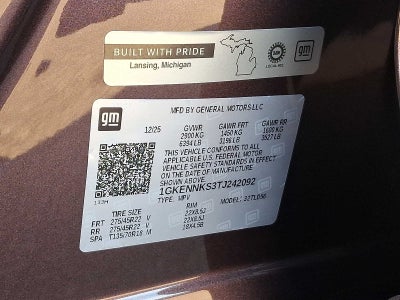 BUILT WITH PRIDE
Lansing, Michigan
UAW
LOCAL 602
gm
gm
MFD BY GENERAL MOTORS LLC
12/25 GVWR GAWR FRT GAWR RR
2900 KG 1450 KG 1600 KG
6394 LB 3196 LB 3527 LB
THIS VEHICLE CONFORMS TO ALL
APPLICABLE U.S. FEDERAL MOTOR
VEHICLE SAFETY STANDARDS IN EFFECT
ON THE DATE OF MANUFACTURE
SHOWN ABOVE.
1GKENNKS3TJ242092
TYPE: MPV MODEL:
TIRE SIZE RIM
FRT 275/45R22 V 22X8.5J
RR 275/45R22 V 22X8.5J
SPA T135/70R18 M 18X4.5B